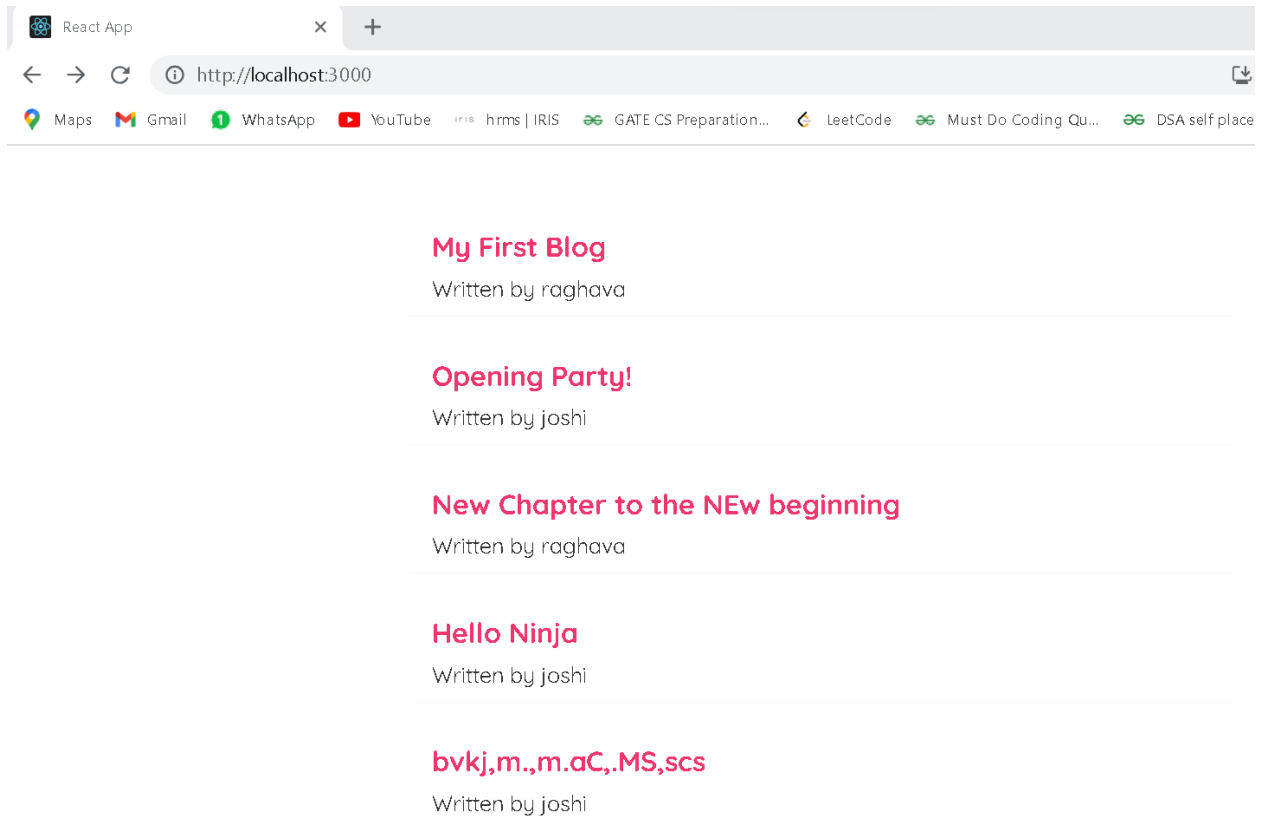 React App
http://localhost:3000
Maps Gmail 1 WhatsApp YouTube IRIS hrms | IRIS GATE CS Preparation... LeetCode Must Do Coding Qu... DSA self place
My First Blog
Written by raghava
Opening Party!
Written by joshi
New Chapter to the NEw beginning
Written by raghava
Hello Ninja
Written by joshi
bvkj,m.,m.aC,.MS,scs
Written by joshi